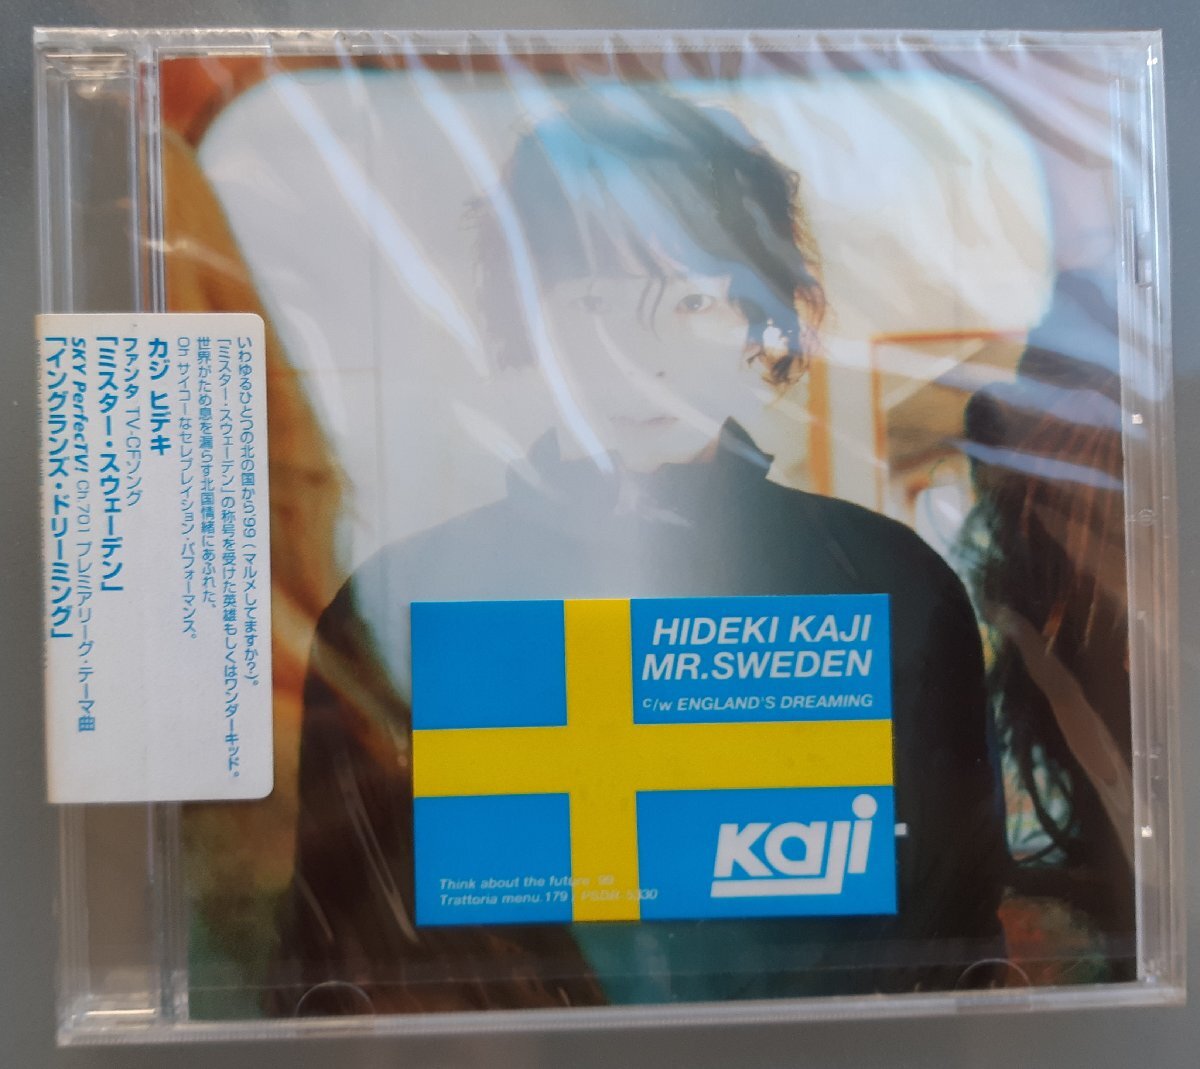 いわゆるひとつの北の国から'99（マルメしてますか？）。
「ミスター・スウェーデン」の称号を受けた英雄もしくはワンダーキッド。
世界がため息を漏らす北国情緒にあふれた、
Oh サイコーなセレブレイション・パフォーマンス。
カジ ヒデキ
ファンタ TV-CFソング
「ミスター・スウェーデン」
SKY PerfecTV! Ch.701 プレミアリーグ・テーマ曲
「イングランズ・ドリーミング」
HIDEKI KAJI
MR.SWEDEN
c/w ENGLAND'S DREAMING
kaji
Think about the future. 99
Trattoria menu.179 / PSDR-5330